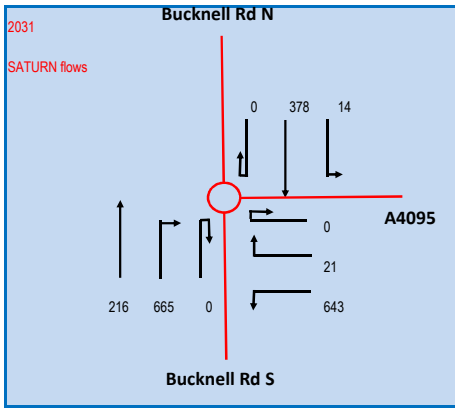 Bucknell Rd N
2031
SATURN flows
0 378 14
A4095
0
21
643
216 665 0
Bucknell Rd S